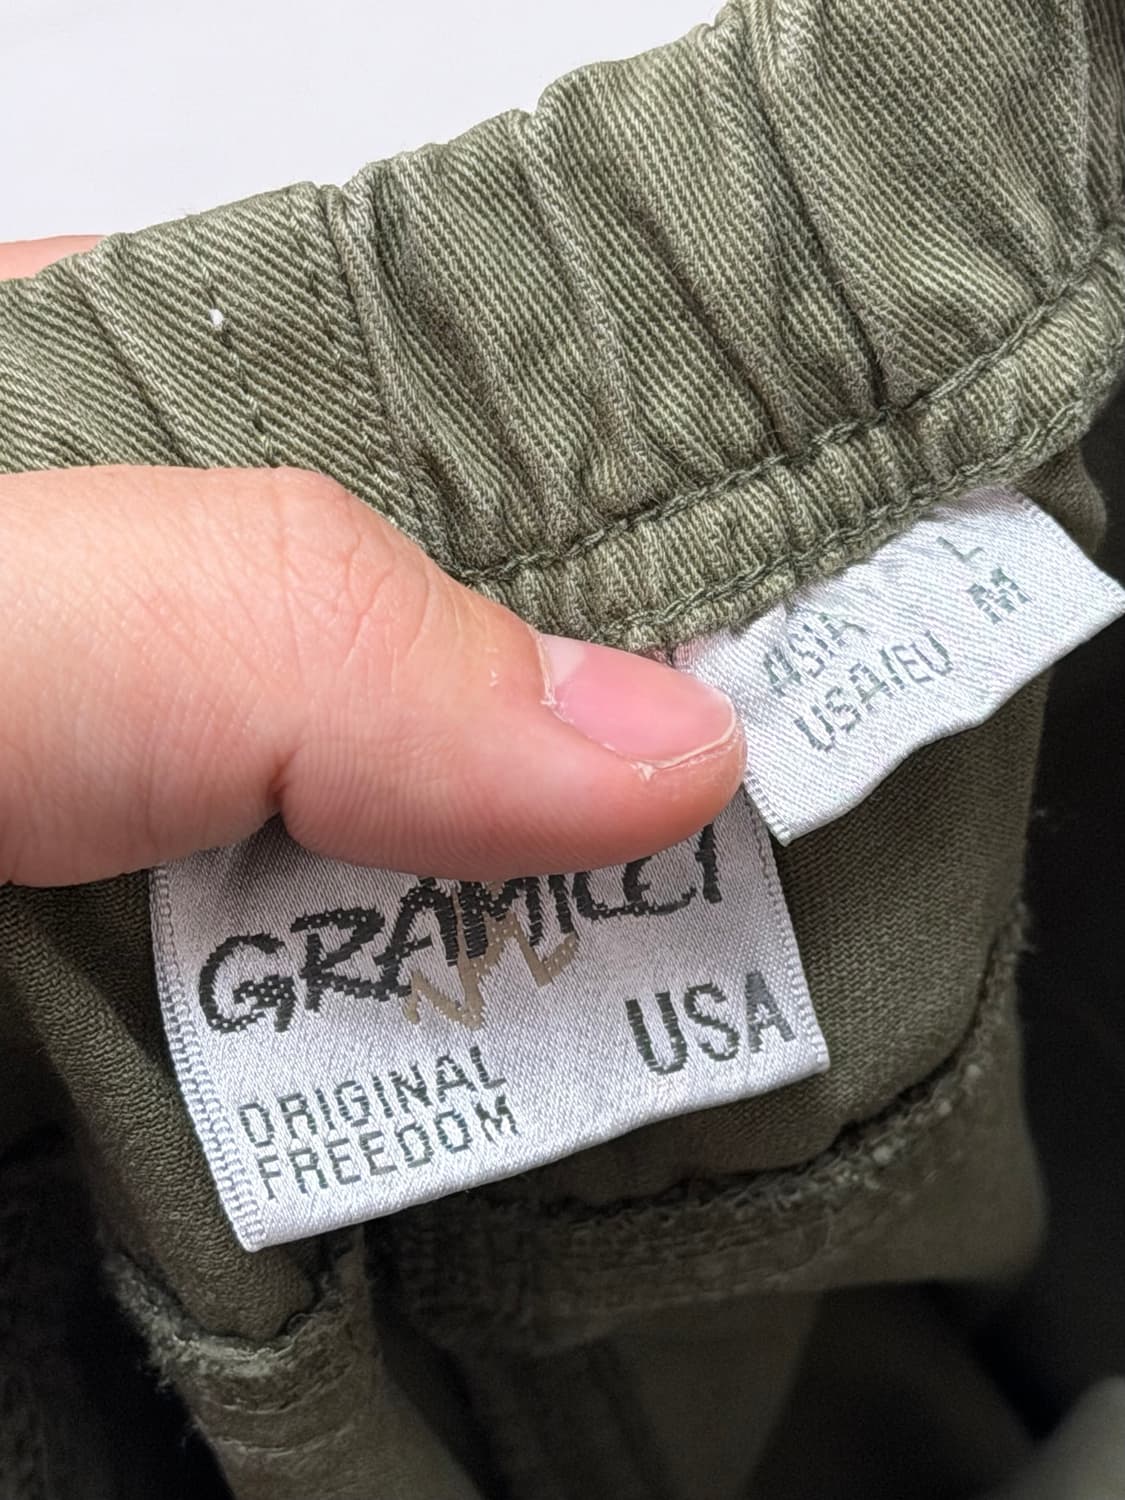 ASIA L
USA/EU M
GRAMICCI
USA
ORIGINAL
FREEDOM